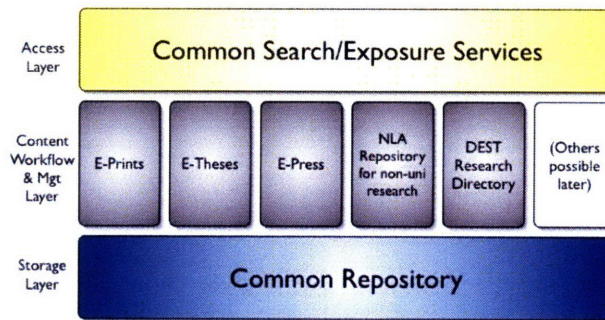 Access
Layer
Common Search/Exposure Services
Content
Workflow
& Mgt
Layer
E-Prints
E-Theses
E-Press
NLA
Repository
for non-uni
research
DEST
Research
Directory
(Others
possible
later)
Storage
Layer
Common Repository